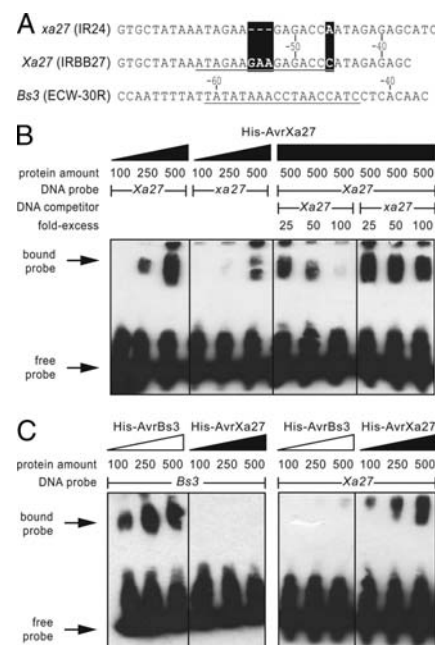 A
xa27 (IR24) GTGCTATAAATAGAA---GAGACCAATAGAGAGCATC
-50 -40
Xa27 (IRBB27) GTGCTATAAATAGAAGAAGAGACCCATAGAGAGC
-60 -40
Bs3 (ECW-30R) CCAATTTTATTATATAAACCTAACCATCCTCACAAC
B
His-AvrXa27
protein amount 100 250 500 100 250 500 500 500 500 500 500 500
DNA probe Xa27 xa27 Xa27
DNA competitor Xa27 xa27
fold-excess 25 50 100 25 50 100
bound probe
free probe
C
His-AvrBs3 His-AvrXa27 His-AvrBs3 His-AvrXa27
protein amount 100 250 500 100 250 500 100 250 500 100 250 500
DNA probe Bs3 Xa27
bound probe
free probe